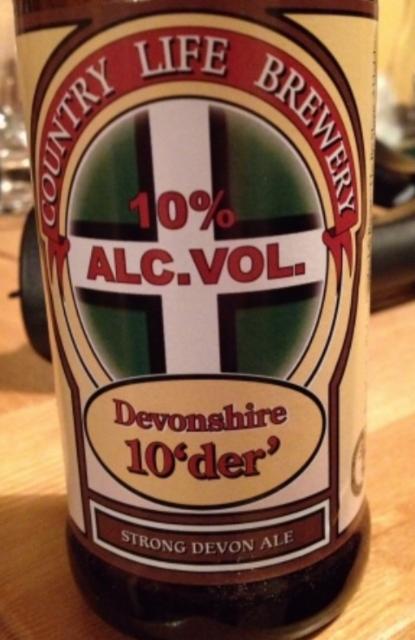 COUNTRY LIFE BREWERY
10%
ALC.VOL.
Devonshire
10‘der’
STRONG DEVON ALE